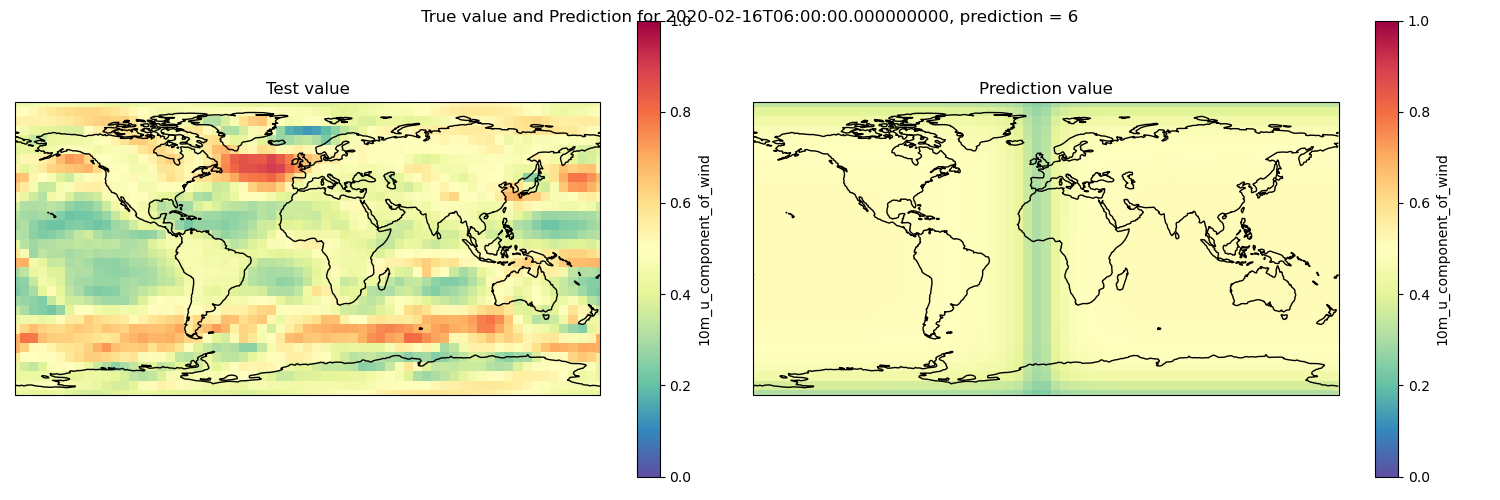 True value and Prediction for 2020-02-16T06:00:00.000000000, prediction = 6
Test value
1.0
0.8
0.6
0.4
0.2
0.0
10m_u_component_of_wind
Prediction value
1.0
0.8
0.6
0.4
0.2
0.0
10m_u_component_of_wind